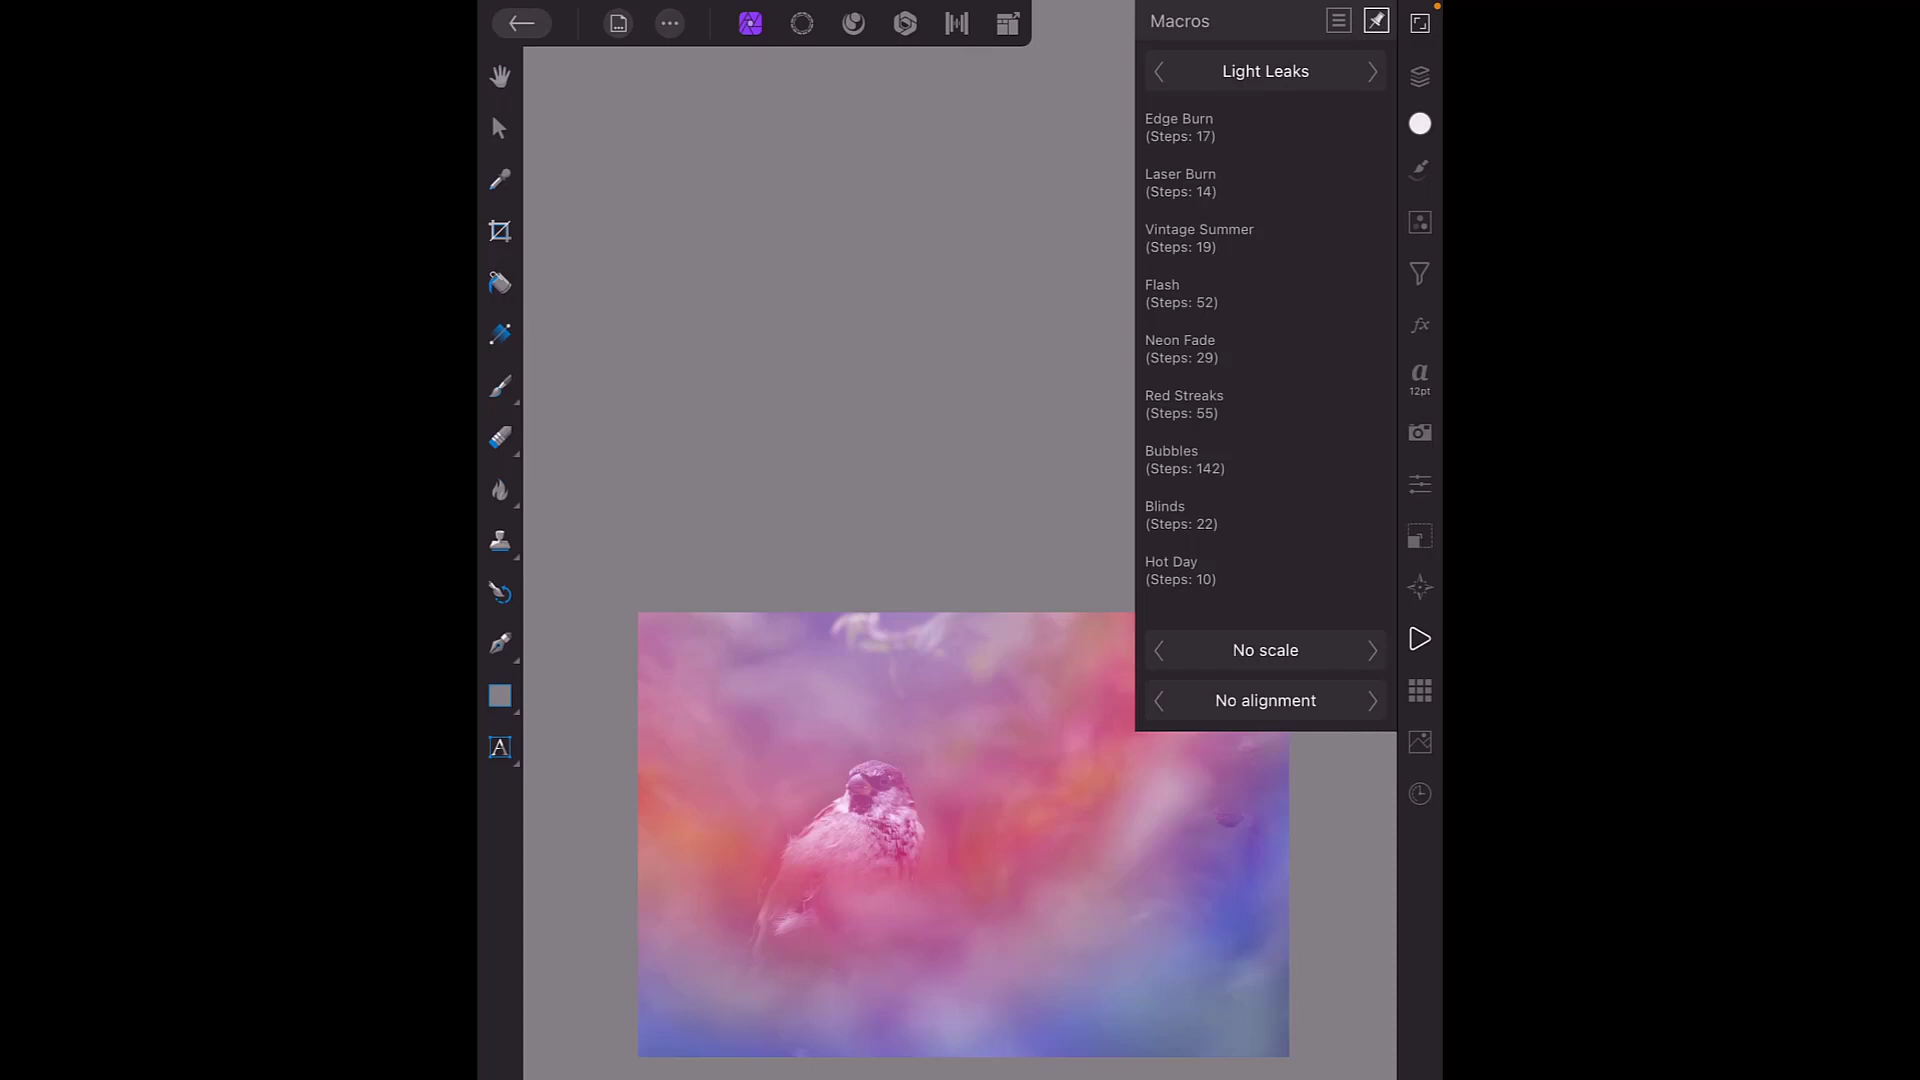 Macros
Light Leaks
Edge Burn
(Steps: 17)
Laser Burn
(Steps: 14)
Vintage Summer
(Steps: 19)
Flash
(Steps: 52)
Neon Fade
(Steps: 29)
Red Streaks
(Steps: 55)
Bubbles
(Steps: 142)
Blinds
(Steps: 22)
Hot Day
(Steps: 10)
No scale
No alignment
fx
a
12pt
A